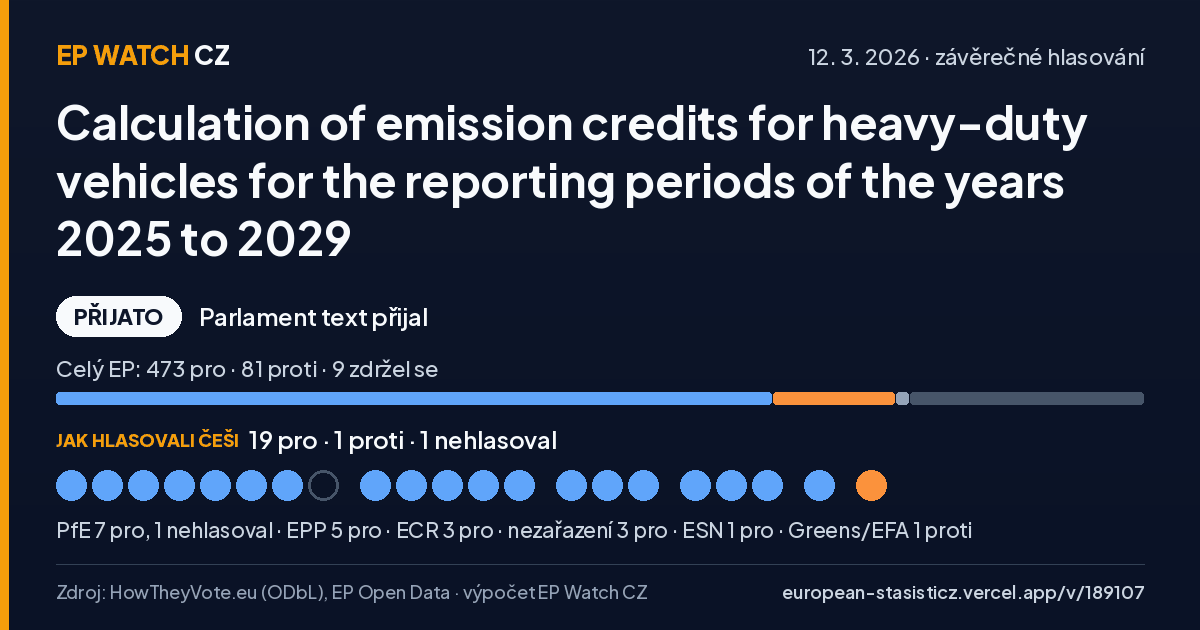 EP WATCH CZ
12. 3. 2026 · závěrečné hlasování
Calculation of emission credits for heavy-duty
vehicles for the reporting periods of the years
2025 to 2029
PŘIJATO
Parlament text přijal
Celý EP: 473 pro · 81 proti · 9 zdržel se
JAK HLASOVALI ČEŠI 19 pro · 1 proti · 1 nehlasoval
PfE 7 pro, 1 nehlasoval · EPP 5 pro · ECR 3 pro · nezařazení 3 pro · ESN 1 pro · Greens/EFA 1 proti
Zdroj: HowTheyVote.eu (ODbL), EP Open Data · výpočet EP Watch CZ
european-stasisticz.vercel.app/v/189107